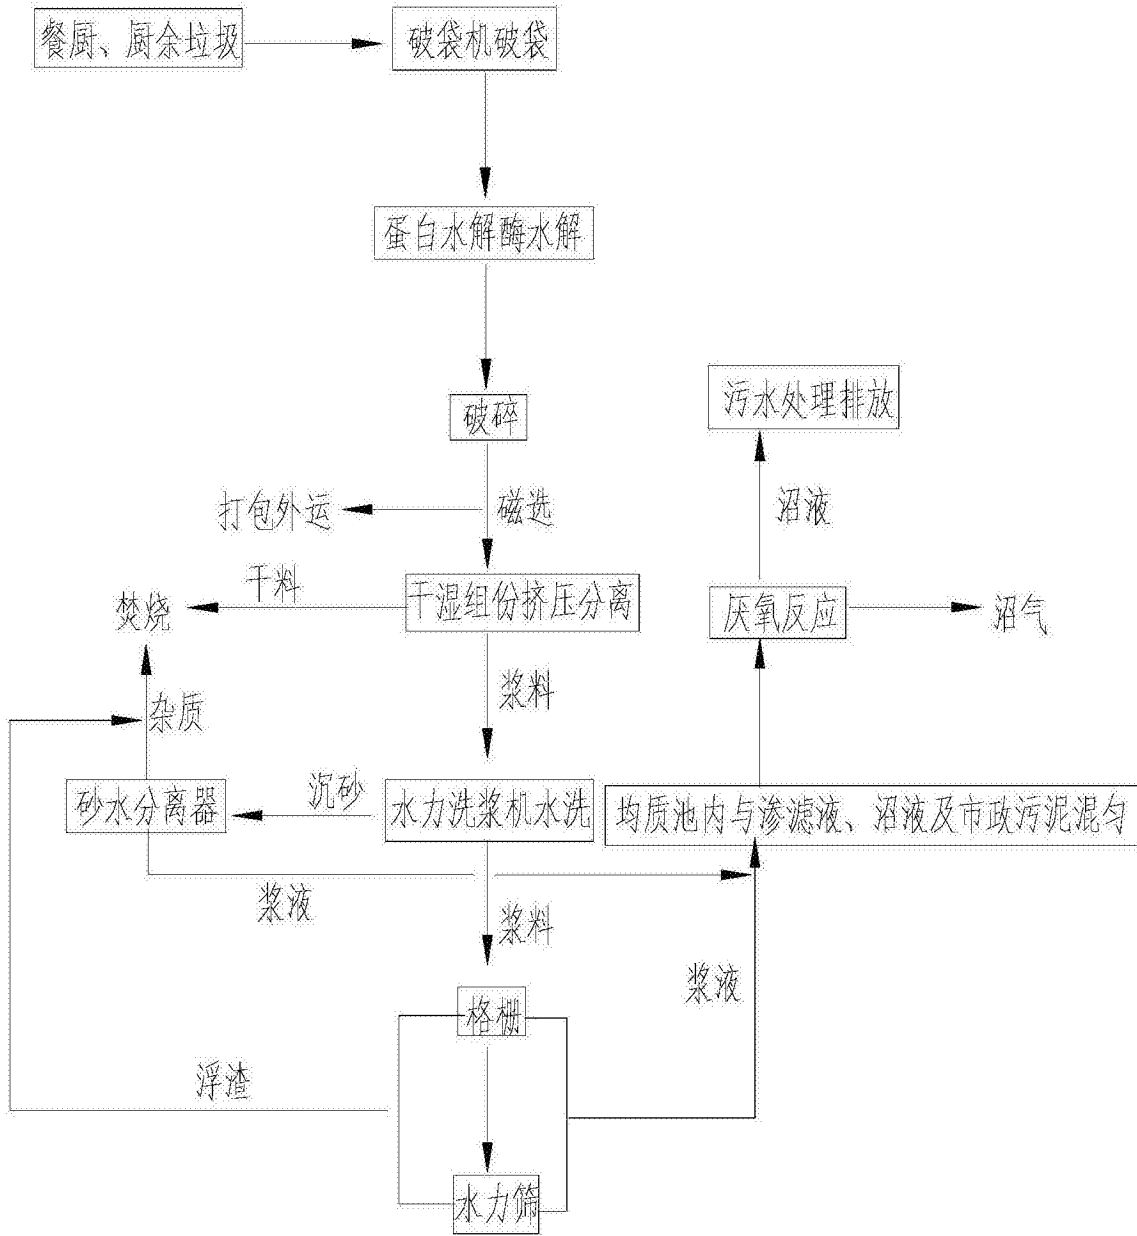 餐厨、厨余垃圾
破袋机破袋
蛋白水解酶水解
破碎
污水处理排放
打包外运
磁选
沼液
干料
干湿组份挤压分离
焚烧
厌氧反应
沼气
浆料
杂质
沉砂
砂水分离器
水力洗浆机水洗
均质池内与渗滤液、沼液及市政污泥混匀
浆液
浆料
浆液
格栅
浮渣
水力筛